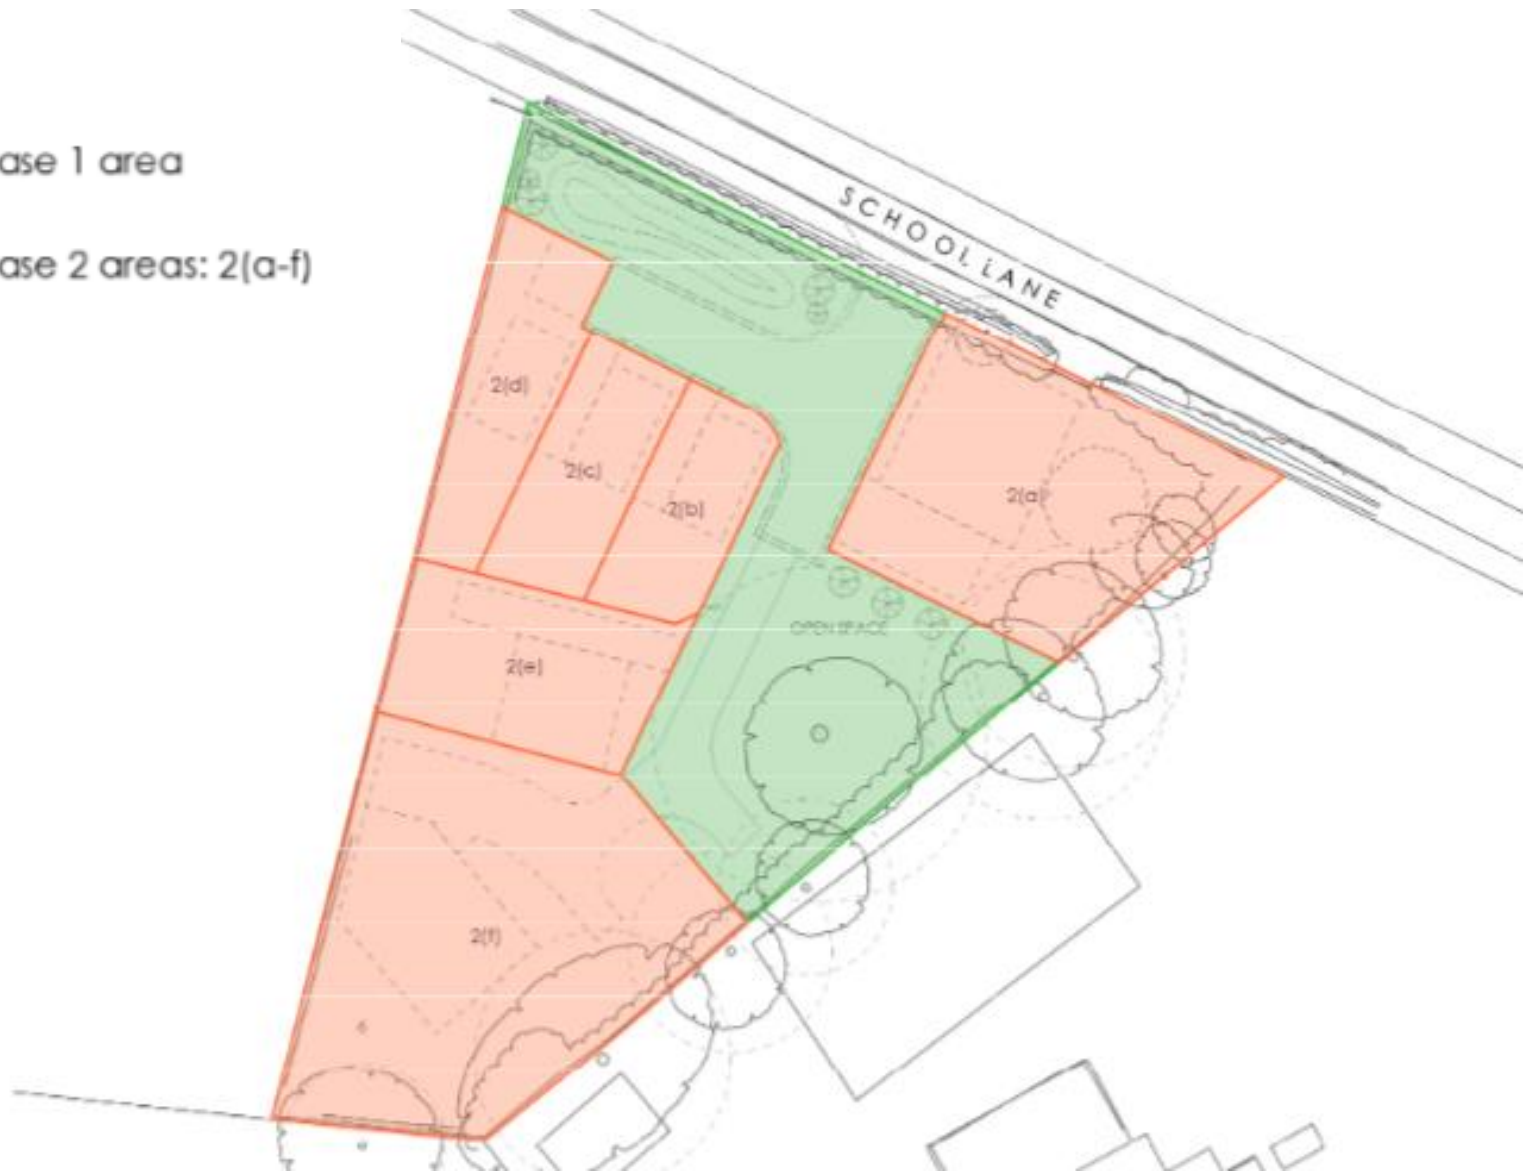 ase 1 area
ase 2 areas: 2(a-f)
SCHOOL LANE
2(d)
2(c)
2(b)
2(a)
OPEN SPACE
2(e)
2(f)